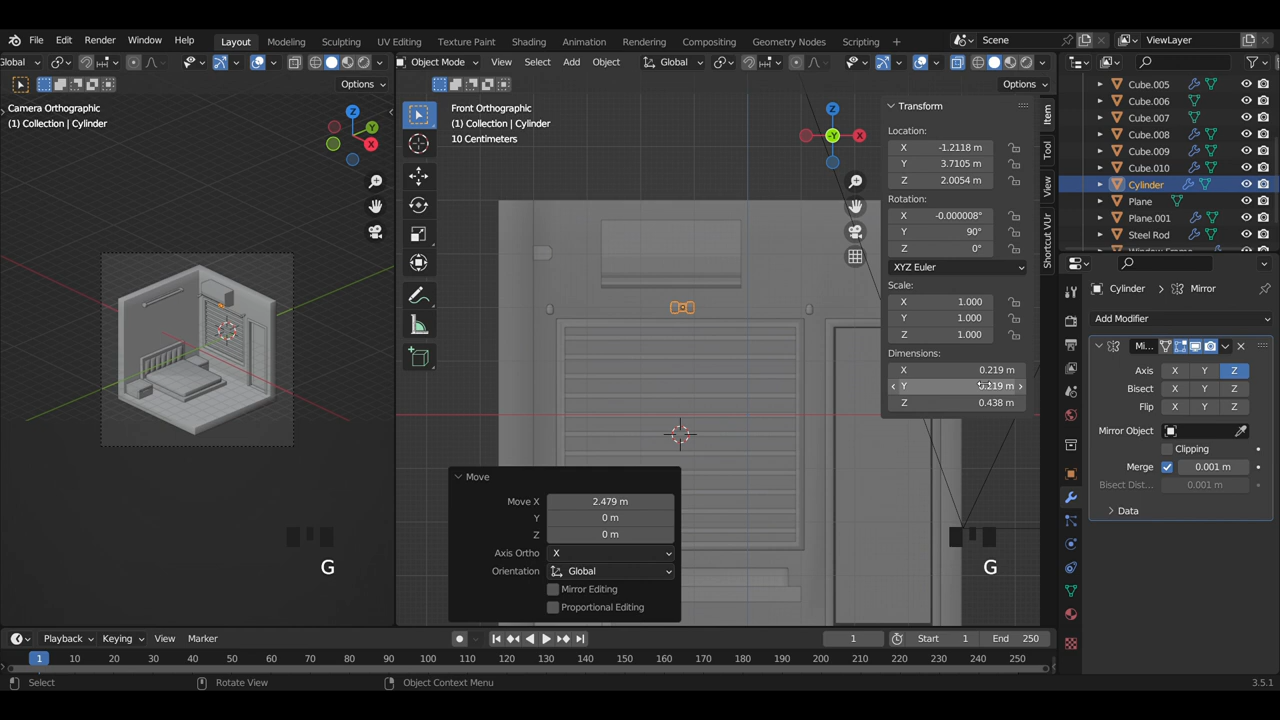 File Edit Render Window Help Layout Modeling Sculpting UV Editing Texture Paint Shading Animation Rendering Compositing Geometry Nodes Scripting + Scene ViewLayer
Global Object Mode View Select Add Object Global
Options Options
Camera Orthographic
(1) Collection | Cylinder
Z
Y
X
Front Orthographic
(1) Collection | Cylinder
10 Centimeters
Z
-Y
X
Transform
Location:
X -1.2118 m
Y 3.7105 m
Z 2.0054 m
Rotation:
X -0.000008°
Y 90°
Z 0°
XYZ Euler
Scale:
X 1.000
Y 1.000
Z 1.000
Dimensions:
X 0.219 m
Y 0.219 m
Z 0.438 m
Item
Tool
View
Shortcut VUr
Cube.005
Cube.006
Cube.007
Cube.008
Cube.009
Cube.010
Cylinder
Plane
Plane.001
Steel Rod
Window Frame
Cylinder > Mirror
Add Modifier
Mi...
Axis X Y Z
Bisect X Y Z
Flip X Y Z
Mirror Object
Clipping
Merge 0.001 m
Bisect Dist... 0.001 m
Data
Move
Move X 2.479 m
Y 0 m
Z 0 m
Axis Ortho X
Orientation Global
Mirror Editing
Proportional Editing
G
G
Playback Keying View Marker 1 Start 1 End 250
1 10 20 30 40 50 60 70 80 90 100 110 120 130 140 150 160 170 180 190 200 210 220 230 240 250
Select Rotate View Object Context Menu 3.5.1